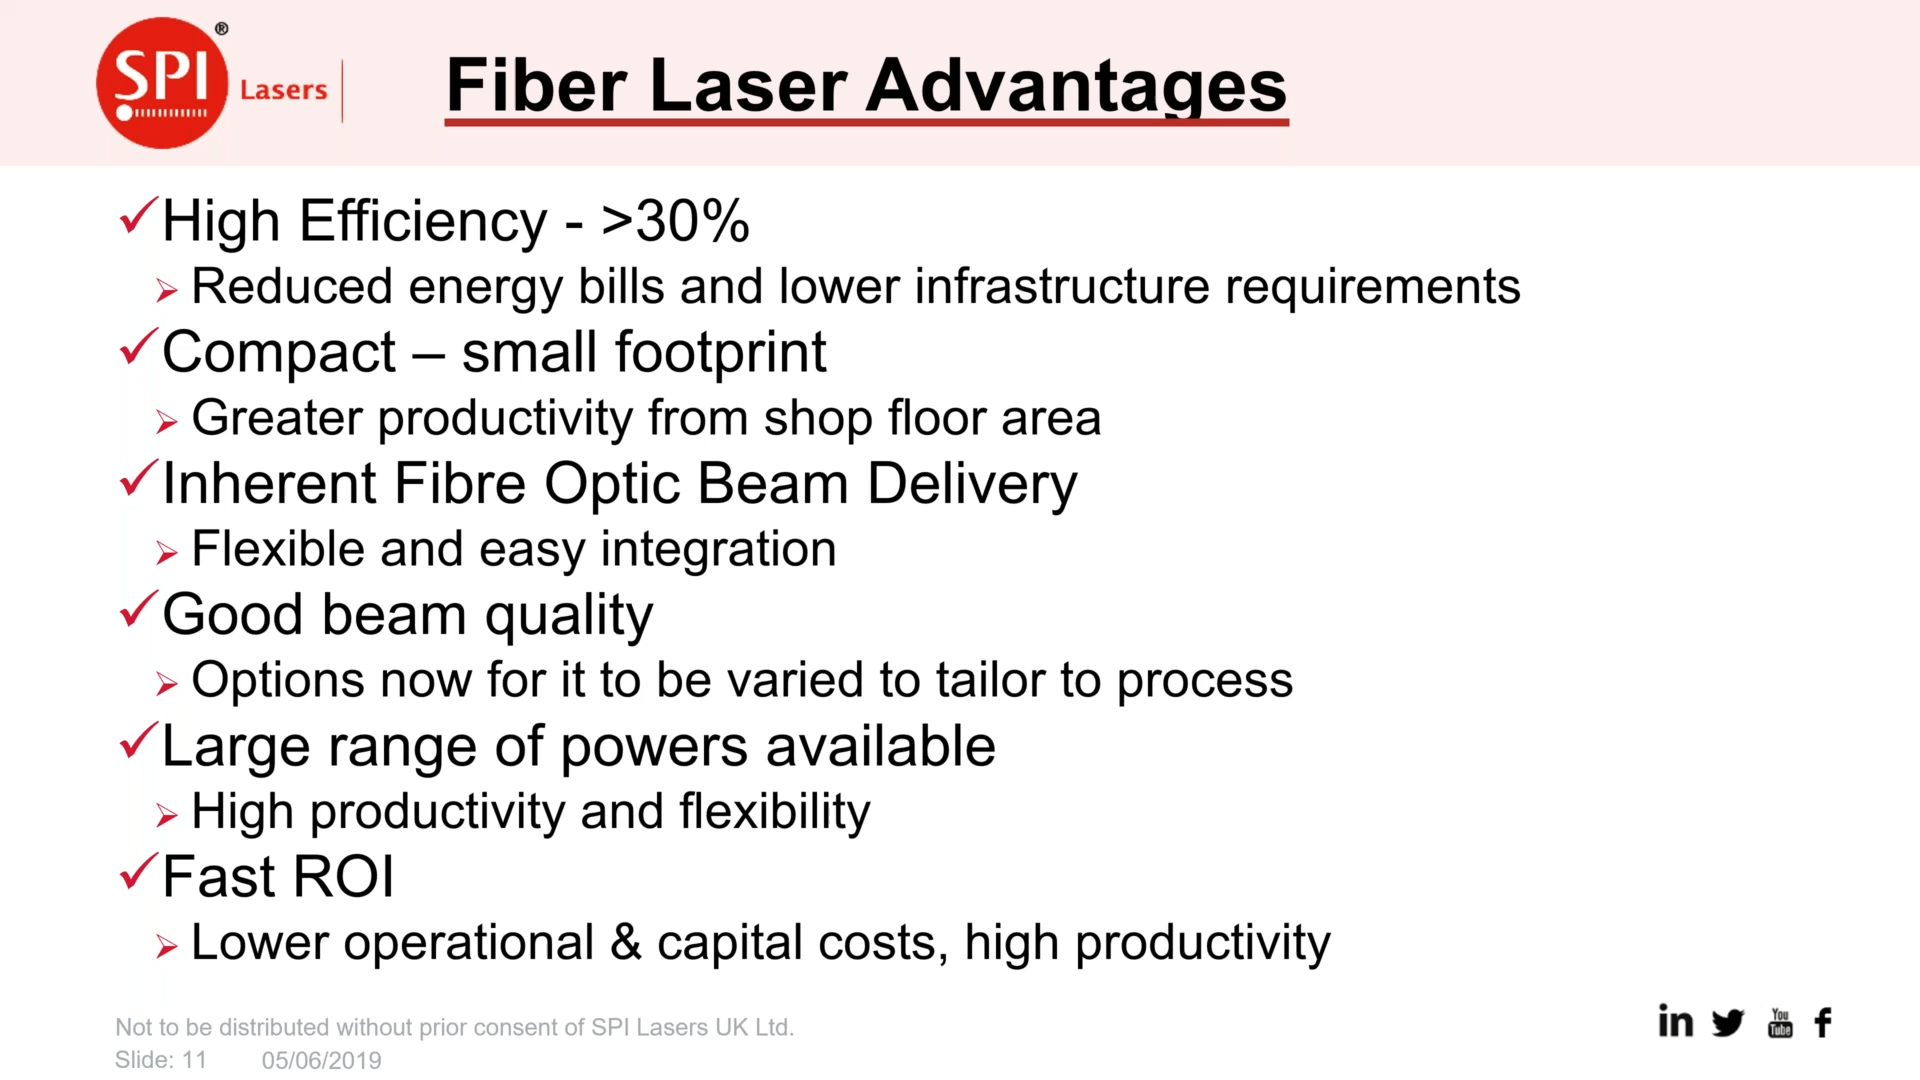 SPI Lasers ®
Fiber Laser Advantages
High Efficiency - >30%
Reduced energy bills and lower infrastructure requirements
Compact – small footprint
Greater productivity from shop floor area
Inherent Fibre Optic Beam Delivery
Flexible and easy integration
Good beam quality
Options now for it to be varied to tailor to process
Large range of powers available
High productivity and flexibility
Fast ROI
Lower operational & capital costs, high productivity
Not to be distributed without prior consent of SPI Lasers UK Ltd.
Slide: 11 05/06/2019
in You Tube f